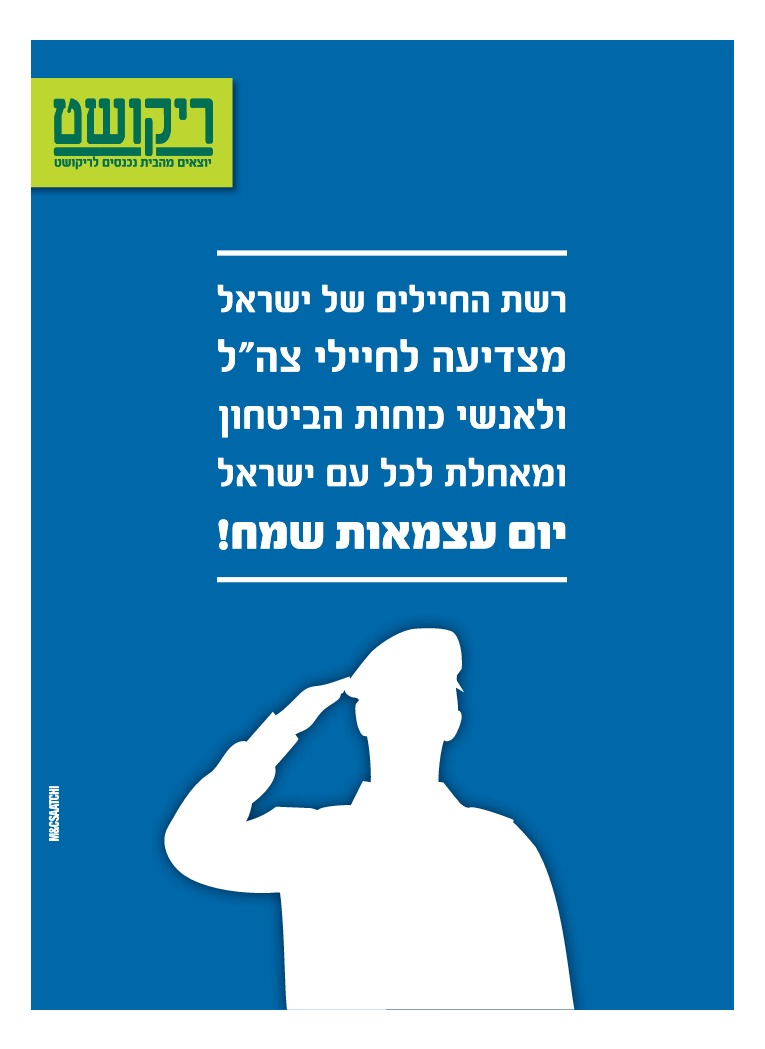 ריקושט
יוצאים מהבית נכנסים לריקושט
רשת החיילים של ישראל
מצדיעה לחיילי צה"ל
ולאנשי כוחות הביטחון
ומאחלת לכל עם ישראל
יום עצמאות שמח!
M&CSAATCHI